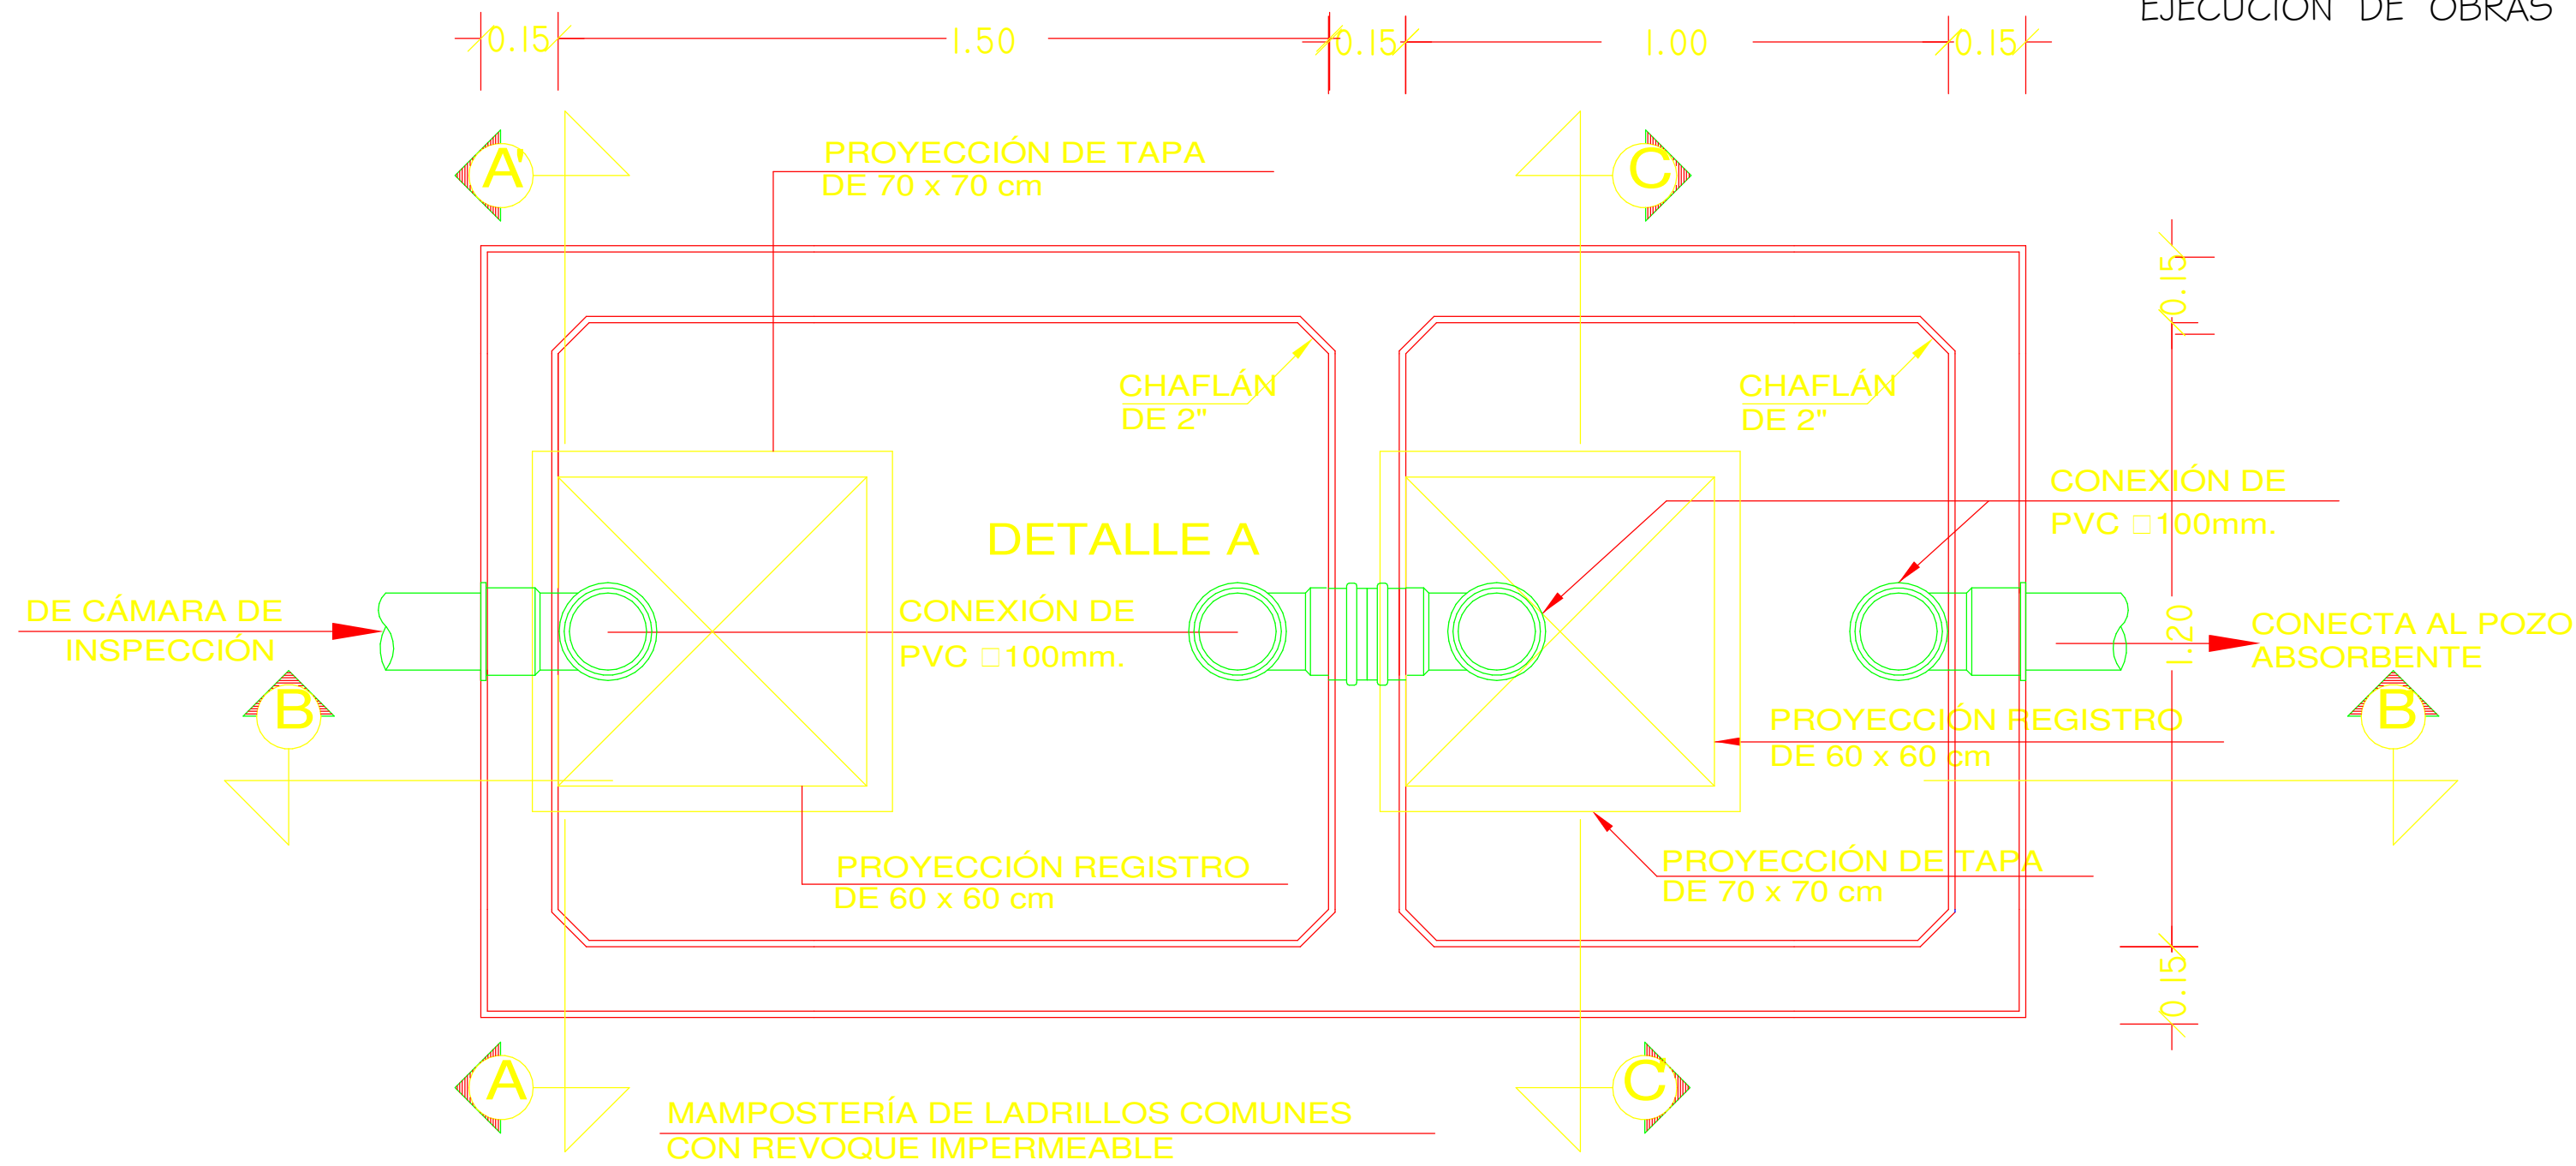 EJECUCIÓN DE OBRAS
0.15
1.50
0.15
1.00
0.15
A'
PROYECCIÓN DE TAPA
DE 70 x 70 cm
C
0.15
CHAFLÁN
DE 2"
CHAFLÁN
DE 2"
CONEXIÓN DE
PVC □100mm.
DETALLE A
DE CÁMARA DE
INSPECCIÓN
CONEXIÓN DE
PVC □100mm.
1.20
CONECTA AL POZO
ABSORBENTE
B
B'
PROYECCIÓN REGISTRO
DE 60 x 60 cm
PROYECCIÓN REGISTRO
DE 60 x 60 cm
PROYECCIÓN DE TAPA
DE 70 x 70 cm
0.15
A
C'
MAMPOSTERÍA DE LADRILLOS COMUNES
CON REVOQUE IMPERMEABLE